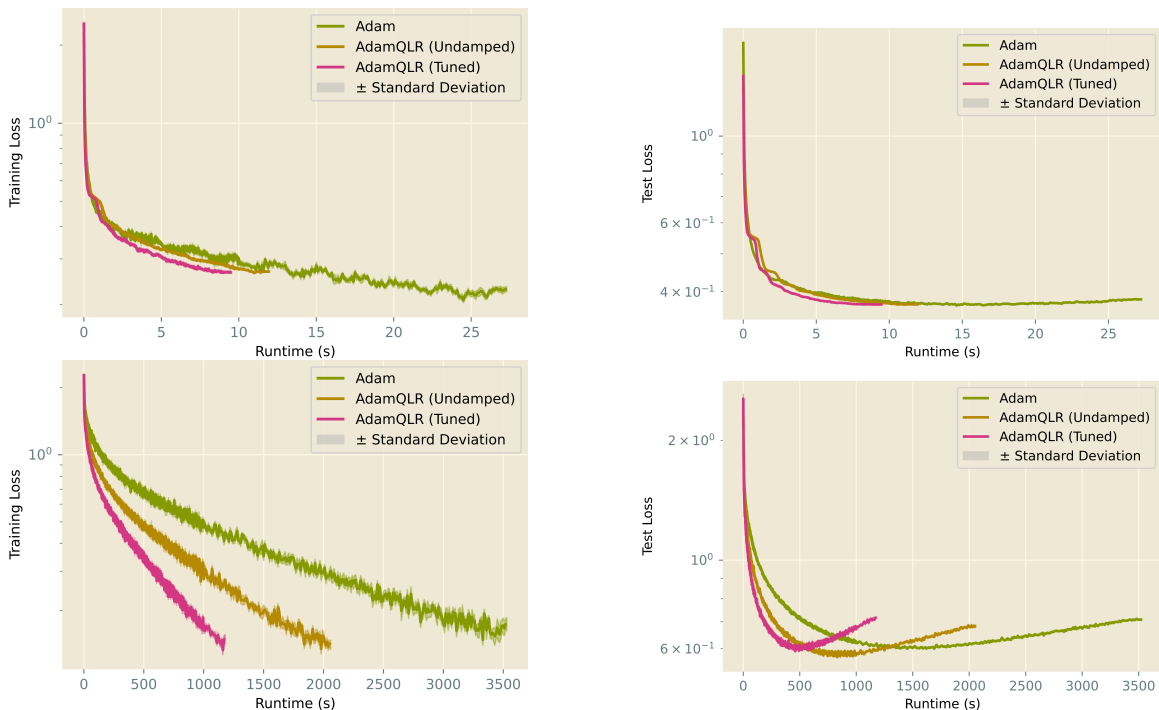 Training Loss
10⁰
Adam
AdamQLR (Undamped)
AdamQLR (Tuned)
± Standard Deviation
0 5 10 15 20 25
Runtime (s)
Test Loss
10⁰
6 × 10⁻¹
4 × 10⁻¹
Adam
AdamQLR (Undamped)
AdamQLR (Tuned)
± Standard Deviation
0 5 10 15 20 25
Runtime (s)
Training Loss
10⁰
Adam
AdamQLR (Undamped)
AdamQLR (Tuned)
± Standard Deviation
0 500 1000 1500 2000 2500 3000 3500
Runtime (s)
Test Loss
2 × 10⁰
10⁰
6 × 10⁻¹
Adam
AdamQLR (Undamped)
AdamQLR (Tuned)
± Standard Deviation
0 500 1000 1500 2000 2500 3000 3500
Runtime (s)